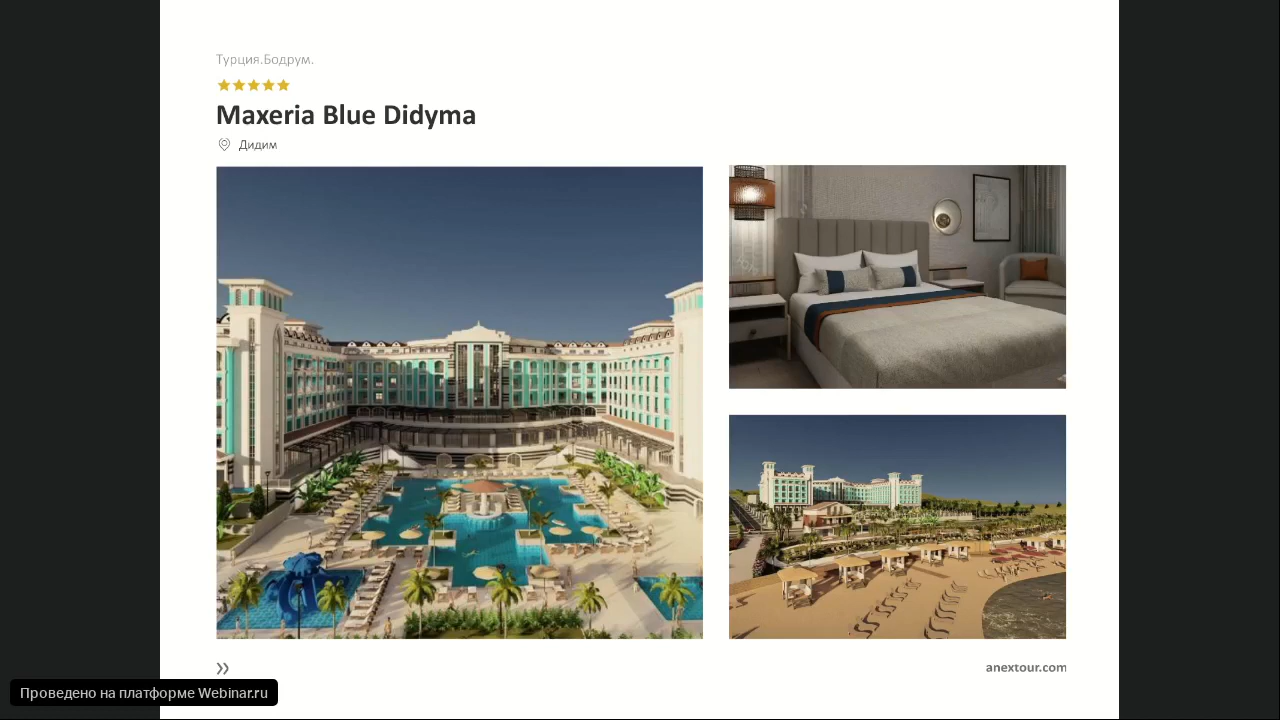 Турция.Бодрум.
Maxeria Blue Didyma
Дидим
anextour.com
Проведено на платформе Webinar.ru